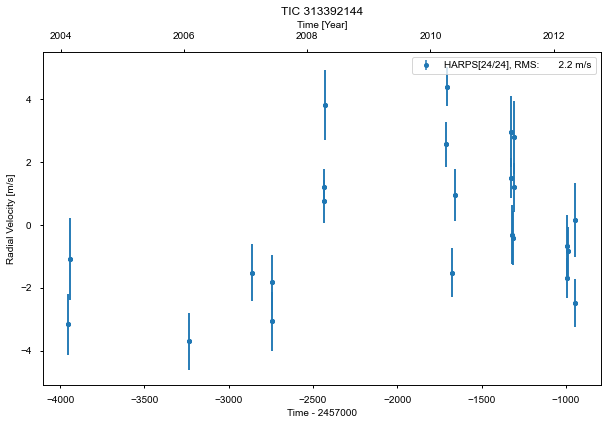 TIC 313392144
Time [Year]
2004 2006 2008 2010 2012
HARPS[24/24], RMS: 2.2 m/s
Radial Velocity [m/s]
4
2
0
−2
−4
−4000 −3500 −3000 −2500 −2000 −1500 −1000
Time - 2457000